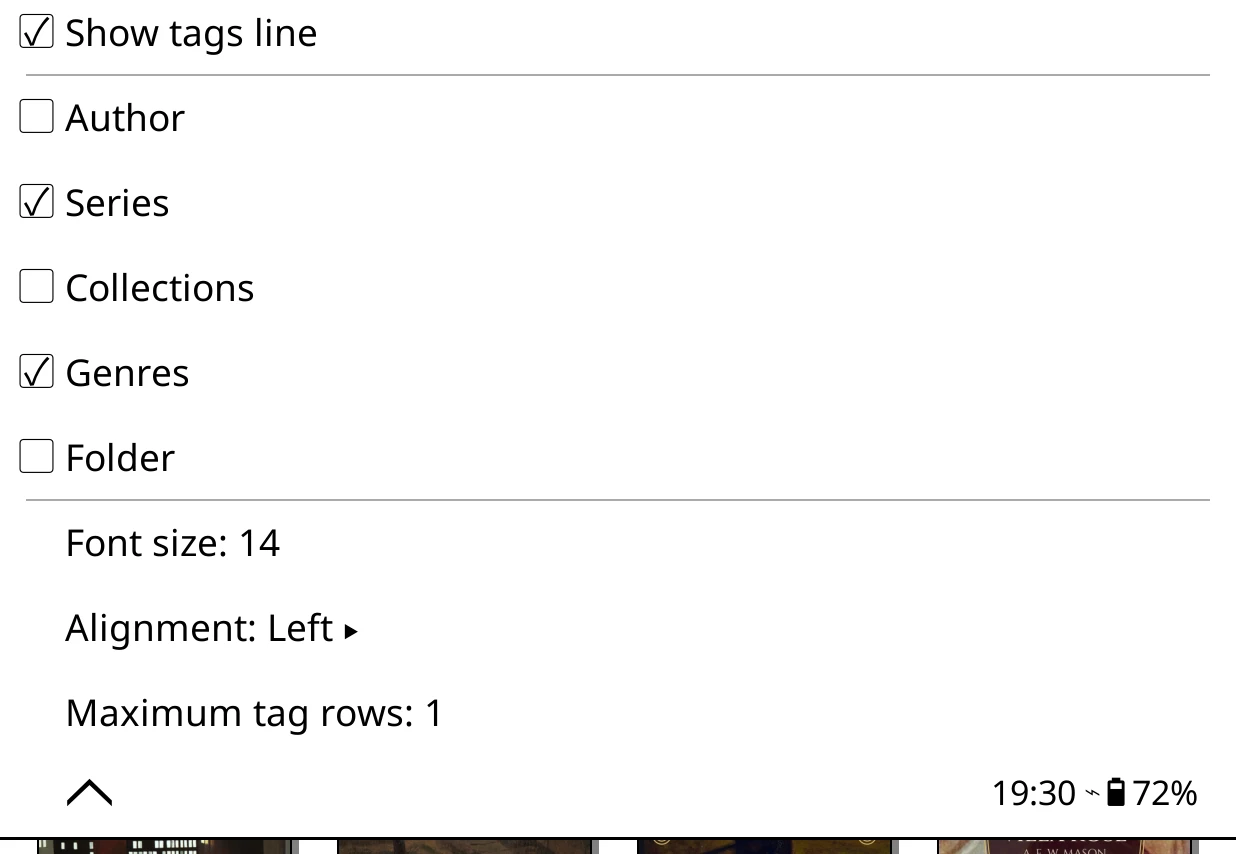 Show tags line
Author
Series
Collections
Genres
Folder
Font size: 14
Alignment: Left ▸
Maximum tag rows: 1
19:30 72%
A. E. W. MASON